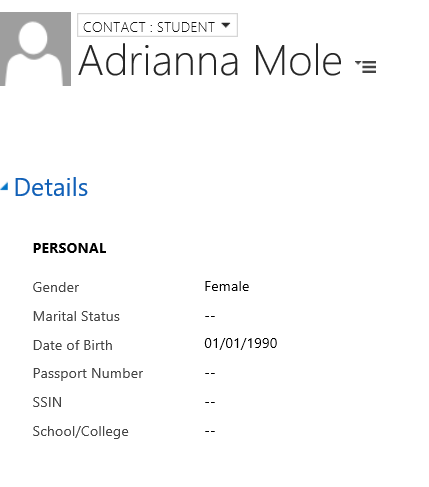 CONTACT : STUDENT
Adrianna Mole
Details
PERSONAL
Gender Female
Marital Status --
Date of Birth 01/01/1990
Passport Number --
SSIN --
School/College --